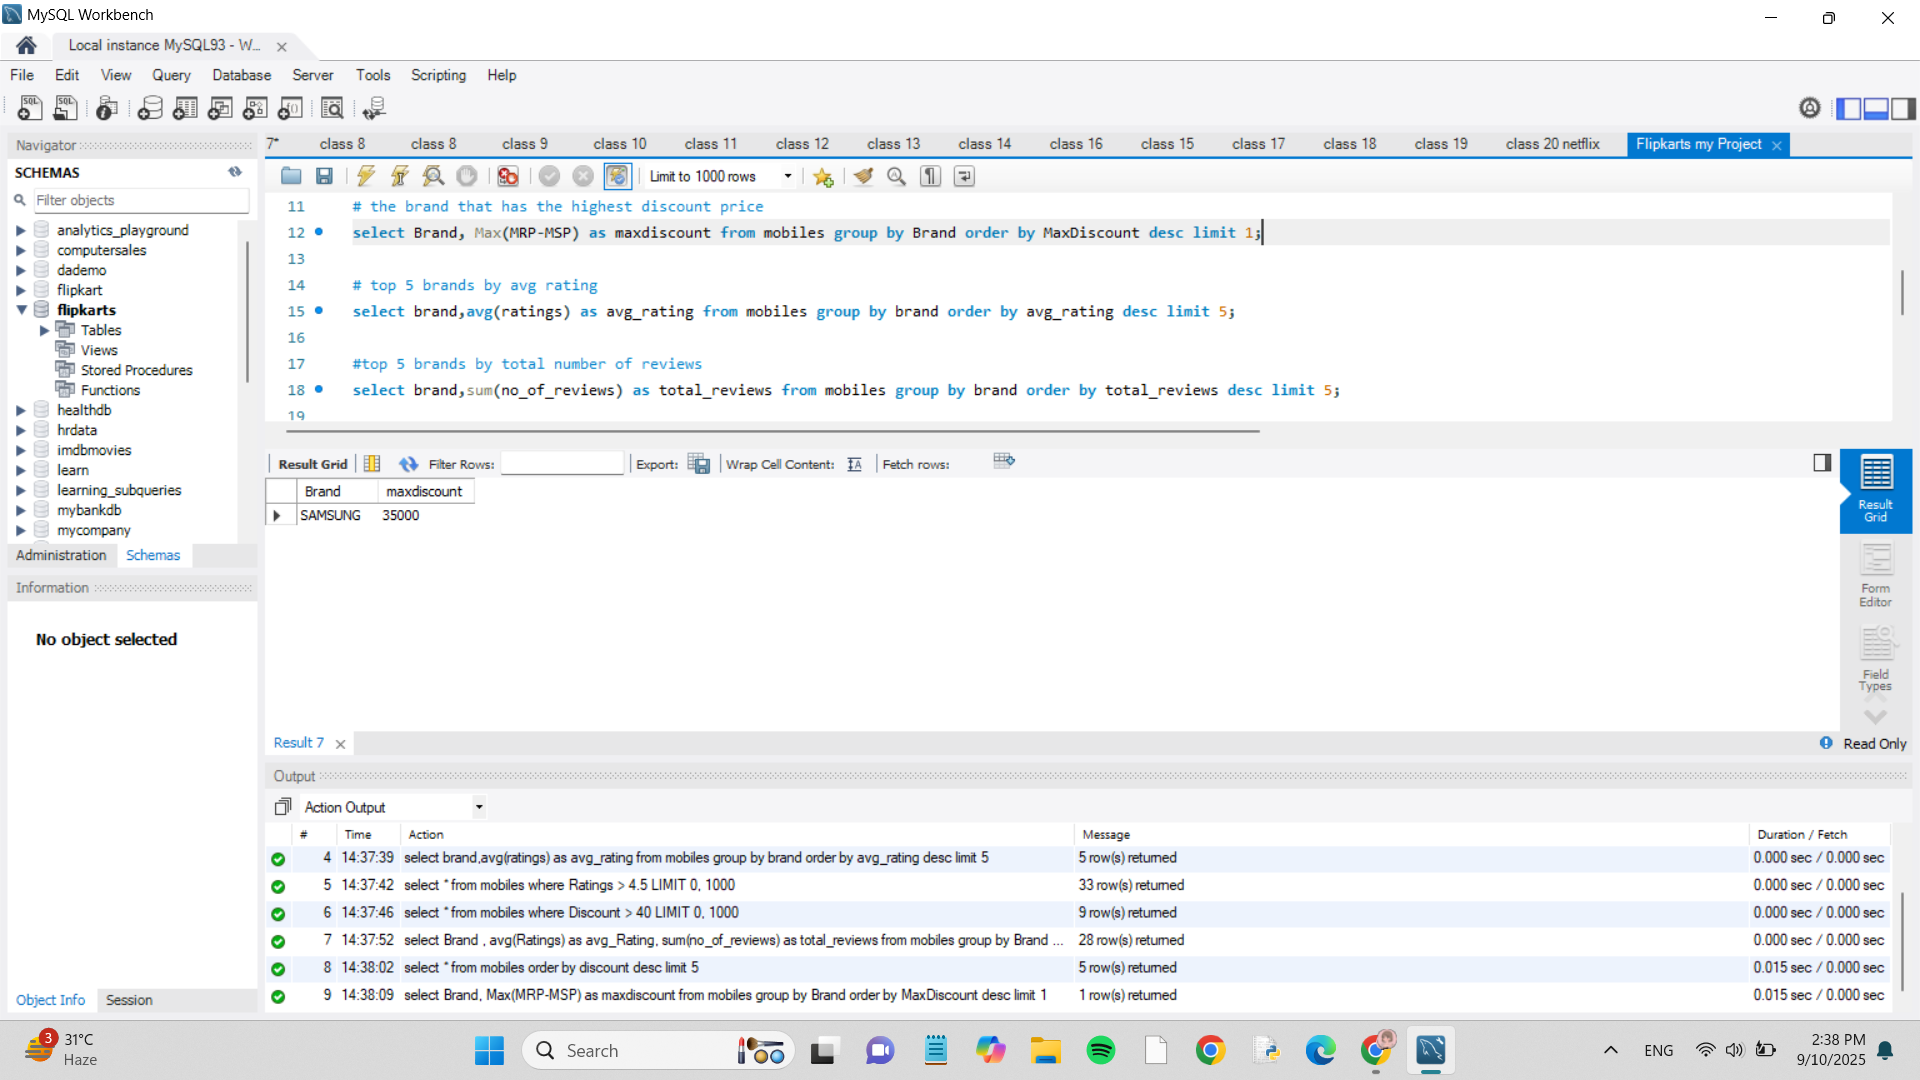 MySQL Workbench
Local instance MySQL93 - W...
File Edit View Query Database Server Tools Scripting Help
Navigator
SCHEMAS
Filter objects
analytics_playground
computersales
dademo
flipkart
flipkarts
Tables
Views
Stored Procedures
Functions
healthdb
hrdata
imdbmovies
learn
learning_subqueries
mybankdb
mycompany
Administration Schemas
Information
No object selected
Object Info Session
7* class 8 class 8 class 9 class 10 class 11 class 12 class 13 class 14 class 16 class 15 class 17 class 18 class 19 class 20 netflix Flipkarts my Project
Limit to 1000 rows
11 # the brand that has the highest discount price
12 select Brand, Max(MRP-MSP) as maxdiscount from mobiles group by Brand order by MaxDiscount desc limit 1;
13
14 # top 5 brands by avg rating
15 select brand,avg(ratings) as avg_rating from mobiles group by brand order by avg_rating desc limit 5;
16
17 #top 5 brands by total number of reviews
18 select brand,sum(no_of_reviews) as total_reviews from mobiles group by brand order by total_reviews desc limit 5;
19
Result Grid Filter Rows: Export: Wrap Cell Content: Fetch rows:
Brand maxdiscount
SAMSUNG 35000
Result Grid
Form Editor
Field Types
Result 7
Read Only
Output
Action Output
# Time Action Message Duration / Fetch
4 14:37:39 select brand,avg(ratings) as avg_rating from mobiles group by brand order by avg_rating desc limit 5 5 row(s) returned 0.000 sec / 0.000 sec
5 14:37:42 select * from mobiles where Ratings > 4.5 LIMIT 0, 1000 33 row(s) returned 0.000 sec / 0.000 sec
6 14:37:46 select * from mobiles where Discount > 40 LIMIT 0, 1000 9 row(s) returned 0.000 sec / 0.000 sec
7 14:37:52 select Brand , avg(Ratings) as avg_Rating, sum(no_of_reviews) as total_reviews from mobiles group by Brand ... 28 row(s) returned 0.000 sec / 0.000 sec
8 14:38:02 select * from mobiles order by discount desc limit 5 5 row(s) returned 0.015 sec / 0.000 sec
9 14:38:09 select Brand, Max(MRP-MSP) as maxdiscount from mobiles group by Brand order by MaxDiscount desc limit 1 1 row(s) returned 0.015 sec / 0.000 sec
3
31°C
Haze
Search
ENG
2:38 PM
9/10/2025